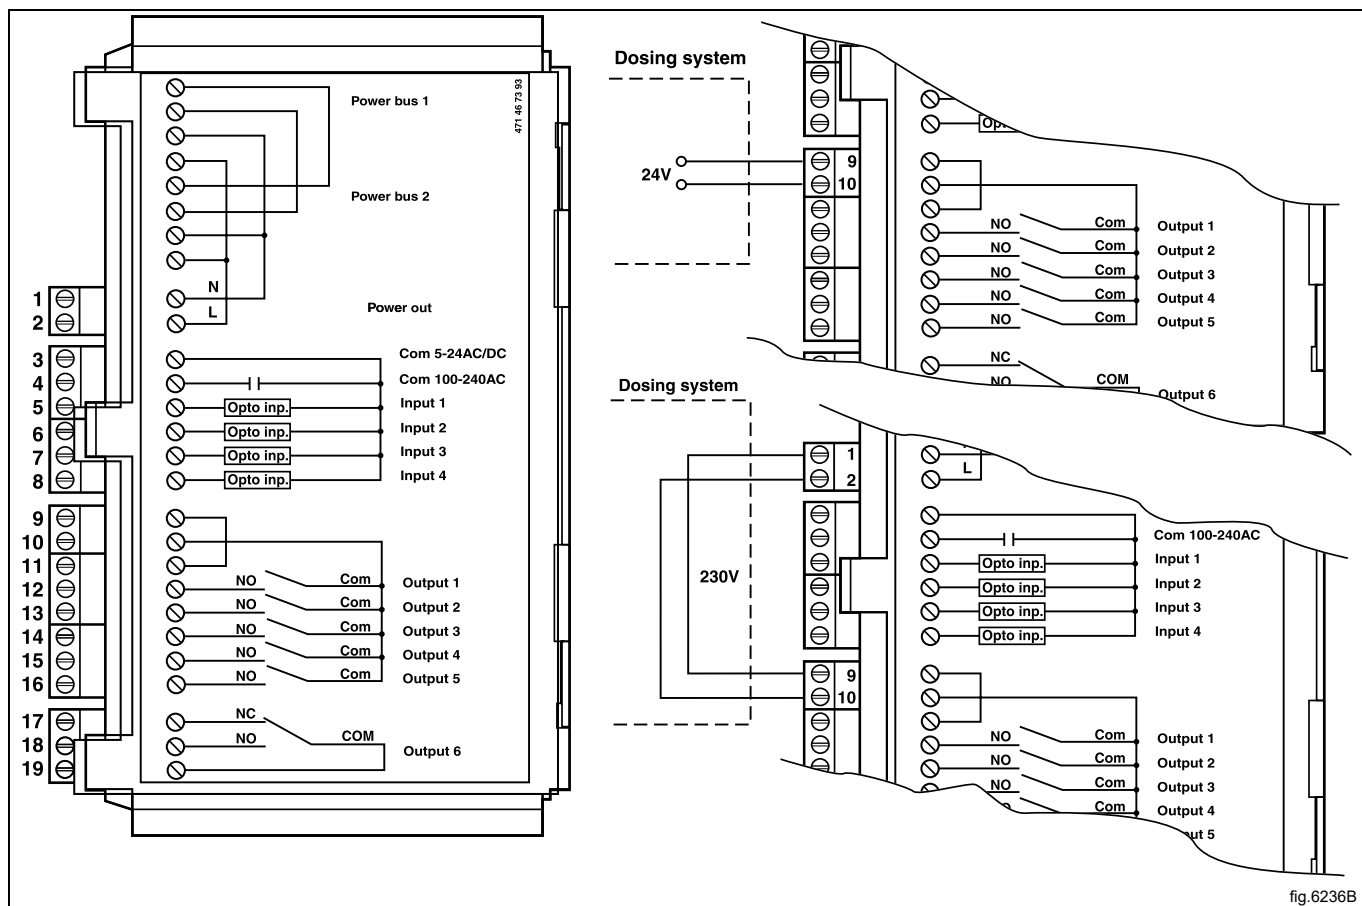 471 46 73 93
Power bus 1
Power bus 2
N
L
Power out
1
2
3
4
5
6
7
8
9
10
11
12
13
14
15
16
17
18
19
Com 5-24AC/DC
Com 100-240AC
Opto inp. Input 1
Opto inp. Input 2
Opto inp. Input 3
Opto inp. Input 4
NO Com Output 1
NO Com Output 2
NO Com Output 3
NO Com Output 4
NO Com Output 5
NC
NO COM Output 6
Dosing system
24V
9
10
NO Com Output 1
NO Com Output 2
NO Com Output 3
NO Com Output 4
NO Com Output 5
NC
NO COM
Output 6
Dosing system
230V
1
2
L
9
10
Com 100-240AC
Opto inp. Input 1
Opto inp. Input 2
Opto inp. Input 3
Opto inp. Input 4
NO Com Output 1
NO Com Output 2
NO Com Output 3
Com Output 4
fig.6236B